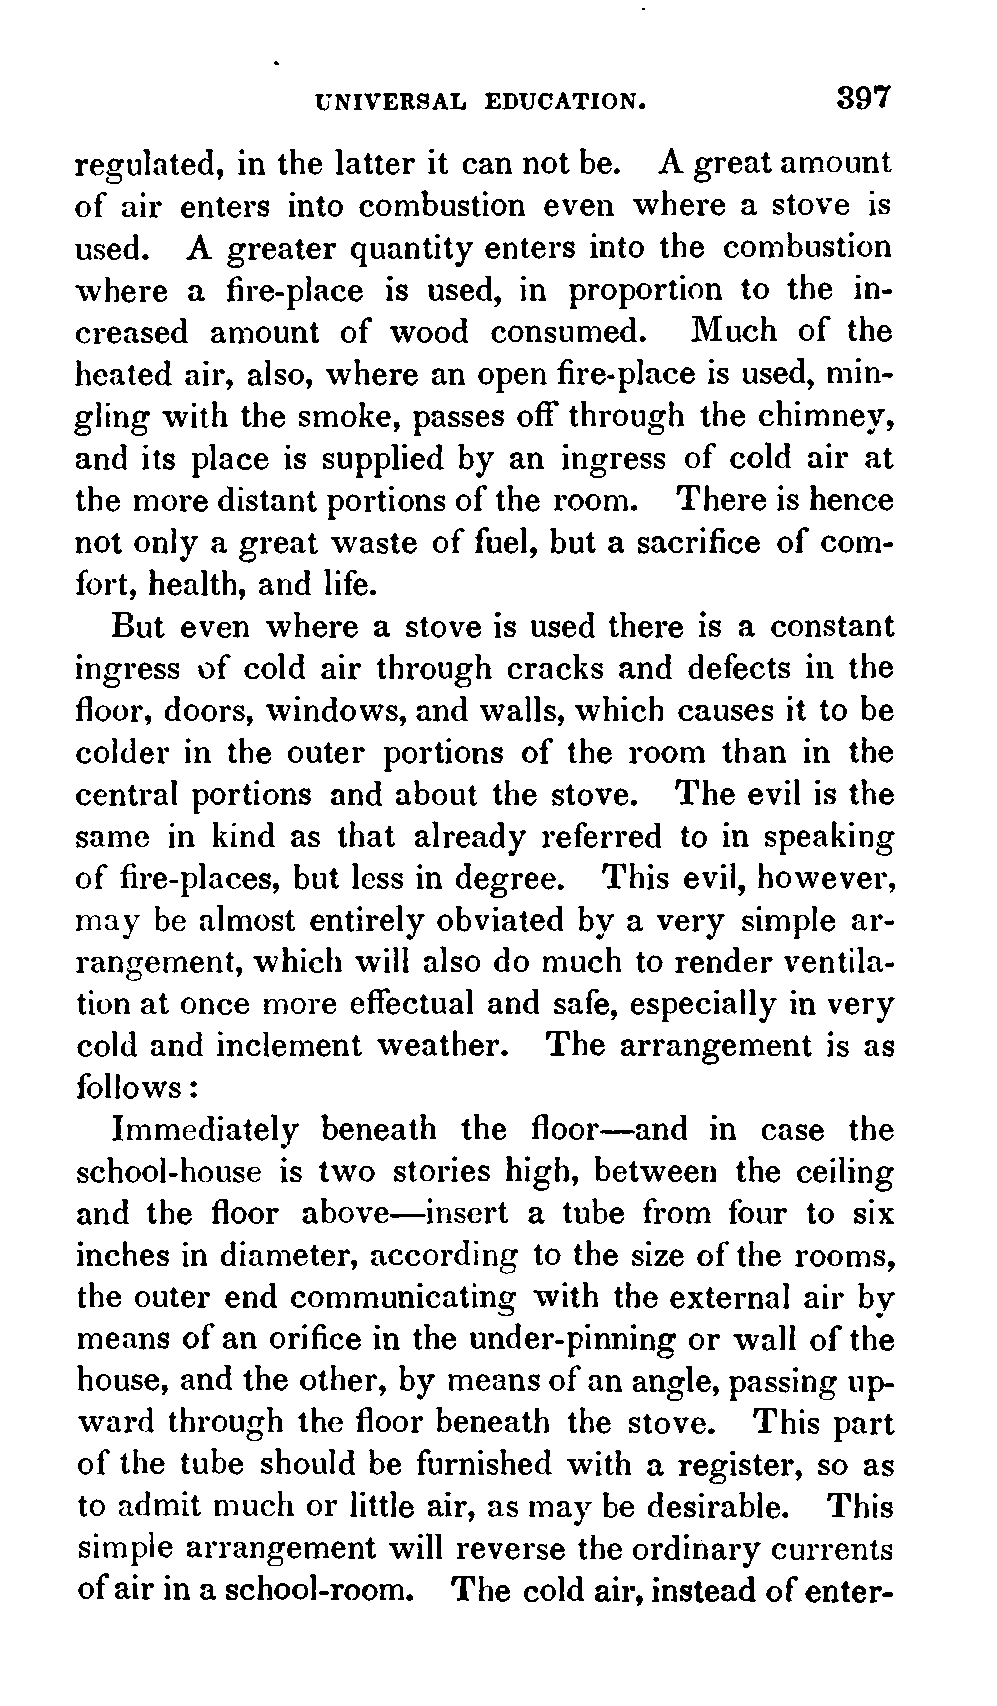 UNIVERSAL EDUCATION. 397
regulated, in the latter it can not be. A great amount
of air enters into combustion even where a stove is
used. A greater quantity enters into the combustion
where a fire-place is used, in proportion to the in-
creased amount of wood consumed. Much of the
heated air, also, where an open fire-place is used, min-
gling with the smoke, passes off through the chimney,
and its place is supplied by an ingress of cold air at
the more distant portions of the room. There is hence
not only a great waste of fuel, but a sacrifice of com-
fort, health, and life.
But even where a stove is used there is a constant
ingress of cold air through cracks and defects in the
floor, doors, windows, and walls, which causes it to be
colder in the outer portions of the room than in the
central portions and about the stove. The evil is the
same in kind as that already referred to in speaking
of fire-places, but less in degree. This evil, however,
may be almost entirely obviated by a very simple ar-
rangement, which will also do much to render ventila-
tion at once more effectual and safe, especially in very
cold and inclement weather. The arrangement is as
follows:
Immediately beneath the floor—and in case the
school-house is two stories high, between the ceiling
and the floor above—insert a tube from four to six
inches in diameter, according to the size of the rooms,
the outer end communicating with the external air by
means of an orifice in the under-pinning or wall of the
house, and the other, by means of an angle, passing up-
ward through the floor beneath the stove. This part
of the tube should be furnished with a register, so as
to admit much or little air, as may be desirable. This
simple arrangement will reverse the ordinary currents
of air in a school-room. The cold air, instead of enter-